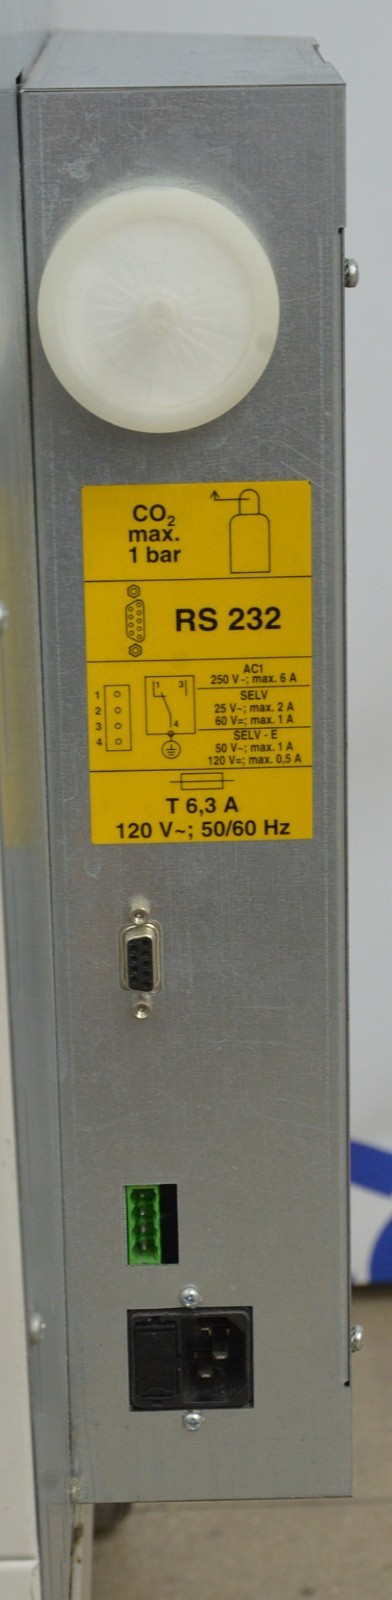 CO₂
max.
1 bar
RS 232
AC1
250 V~; max. 6 A
SELV
25 V~; max. 2 A
60 V=; max. 1 A
SELV - E
50 V~; max. 1 A
120 V=; max. 0,5 A
1
2
3
4
1 3
4
T 6,3 A
120 V~; 50/60 Hz